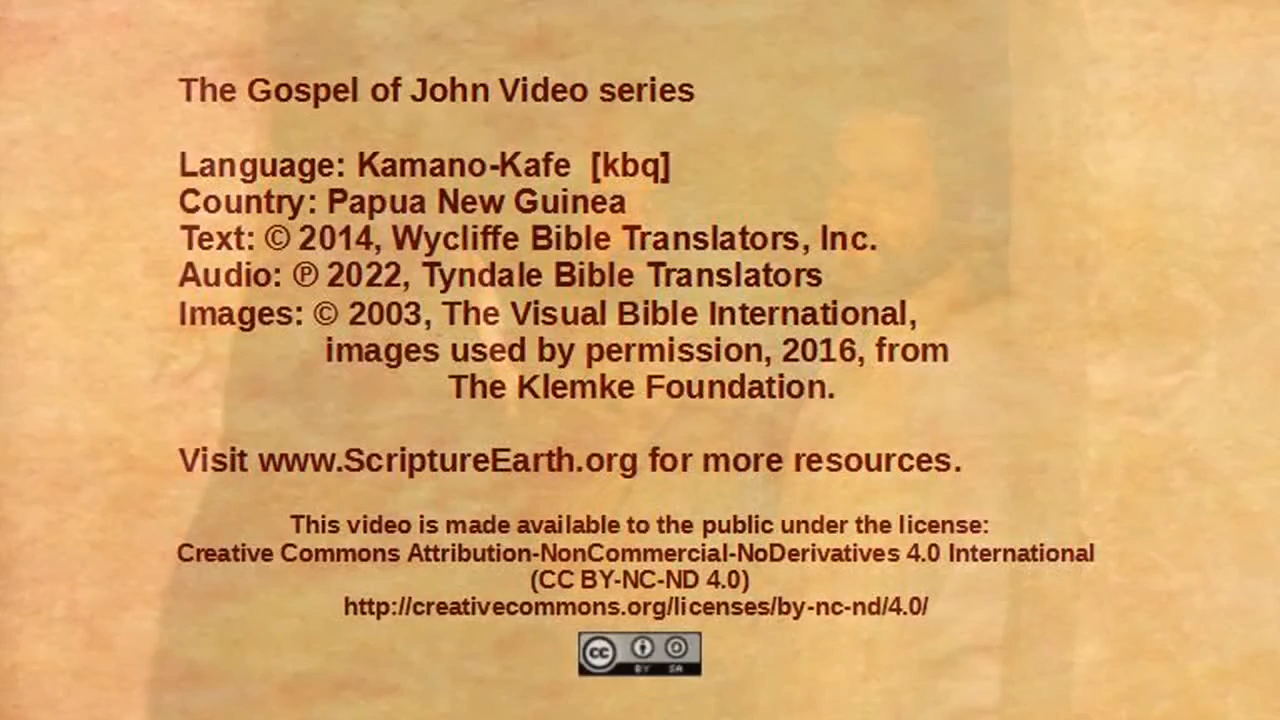 The Gospel of John Video series
Language: Kamano-Kafe [kbq]
Country: Papua New Guinea
Text: © 2014, Wycliffe Bible Translators, Inc.
Audio: ℗ 2022, Tyndale Bible Translators
Images: © 2003, The Visual Bible International,
images used by permission, 2016, from
The Klemke Foundation.
Visit www.ScriptureEarth.org for more resources.
This video is made available to the public under the license:
Creative Commons Attribution-NonCommercial-NoDerivatives 4.0 International
(CC BY-NC-ND 4.0)
http://creativecommons.org/licenses/by-nc-nd/4.0/
cc
BY SA